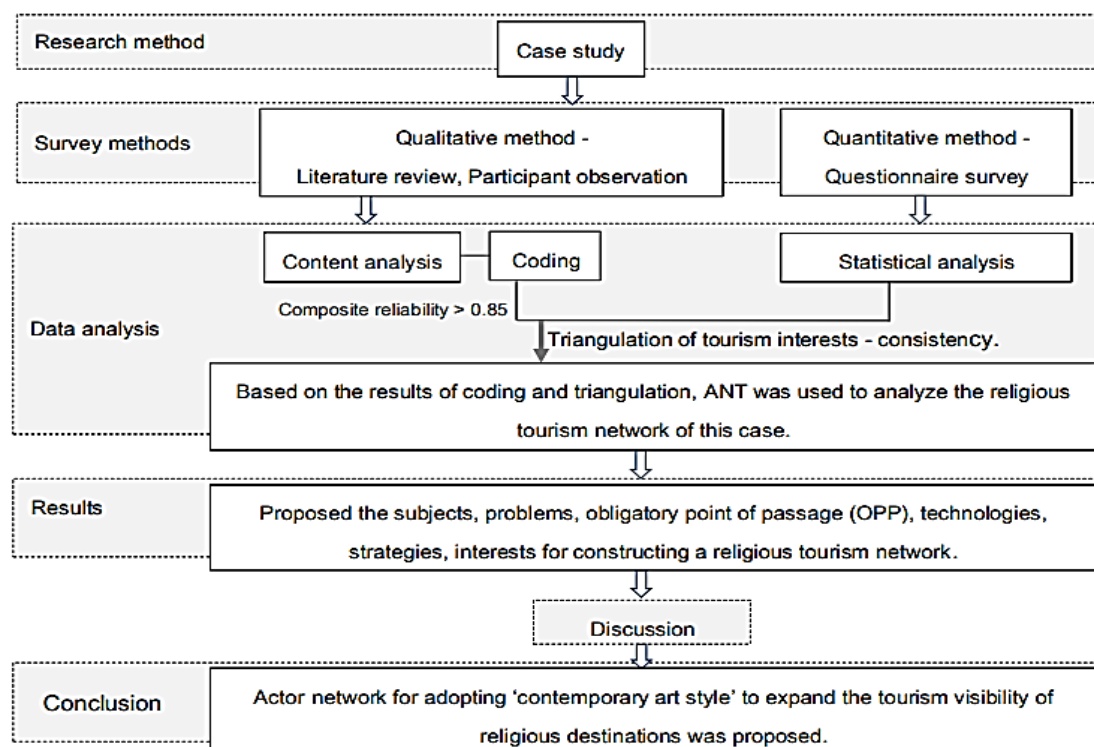 Research method
Case study
Survey methods
Qualitative method -
Literature review, Participant observation
Quantitative method -
Questionnaire survey
Data analysis
Content analysis
Coding
Statistical analysis
Composite reliability > 0.85
Triangulation of tourism interests - consistency.
Based on the results of coding and triangulation, ANT was used to analyze the religious
tourism network of this case.
Results
Proposed the subjects, problems, obligatory point of passage (OPP), technologies,
strategies, interests for constructing a religious tourism network.
Discussion
Conclusion
Actor network for adopting ‘contemporary art style’ to expand the tourism visibility of
religious destinations was proposed.